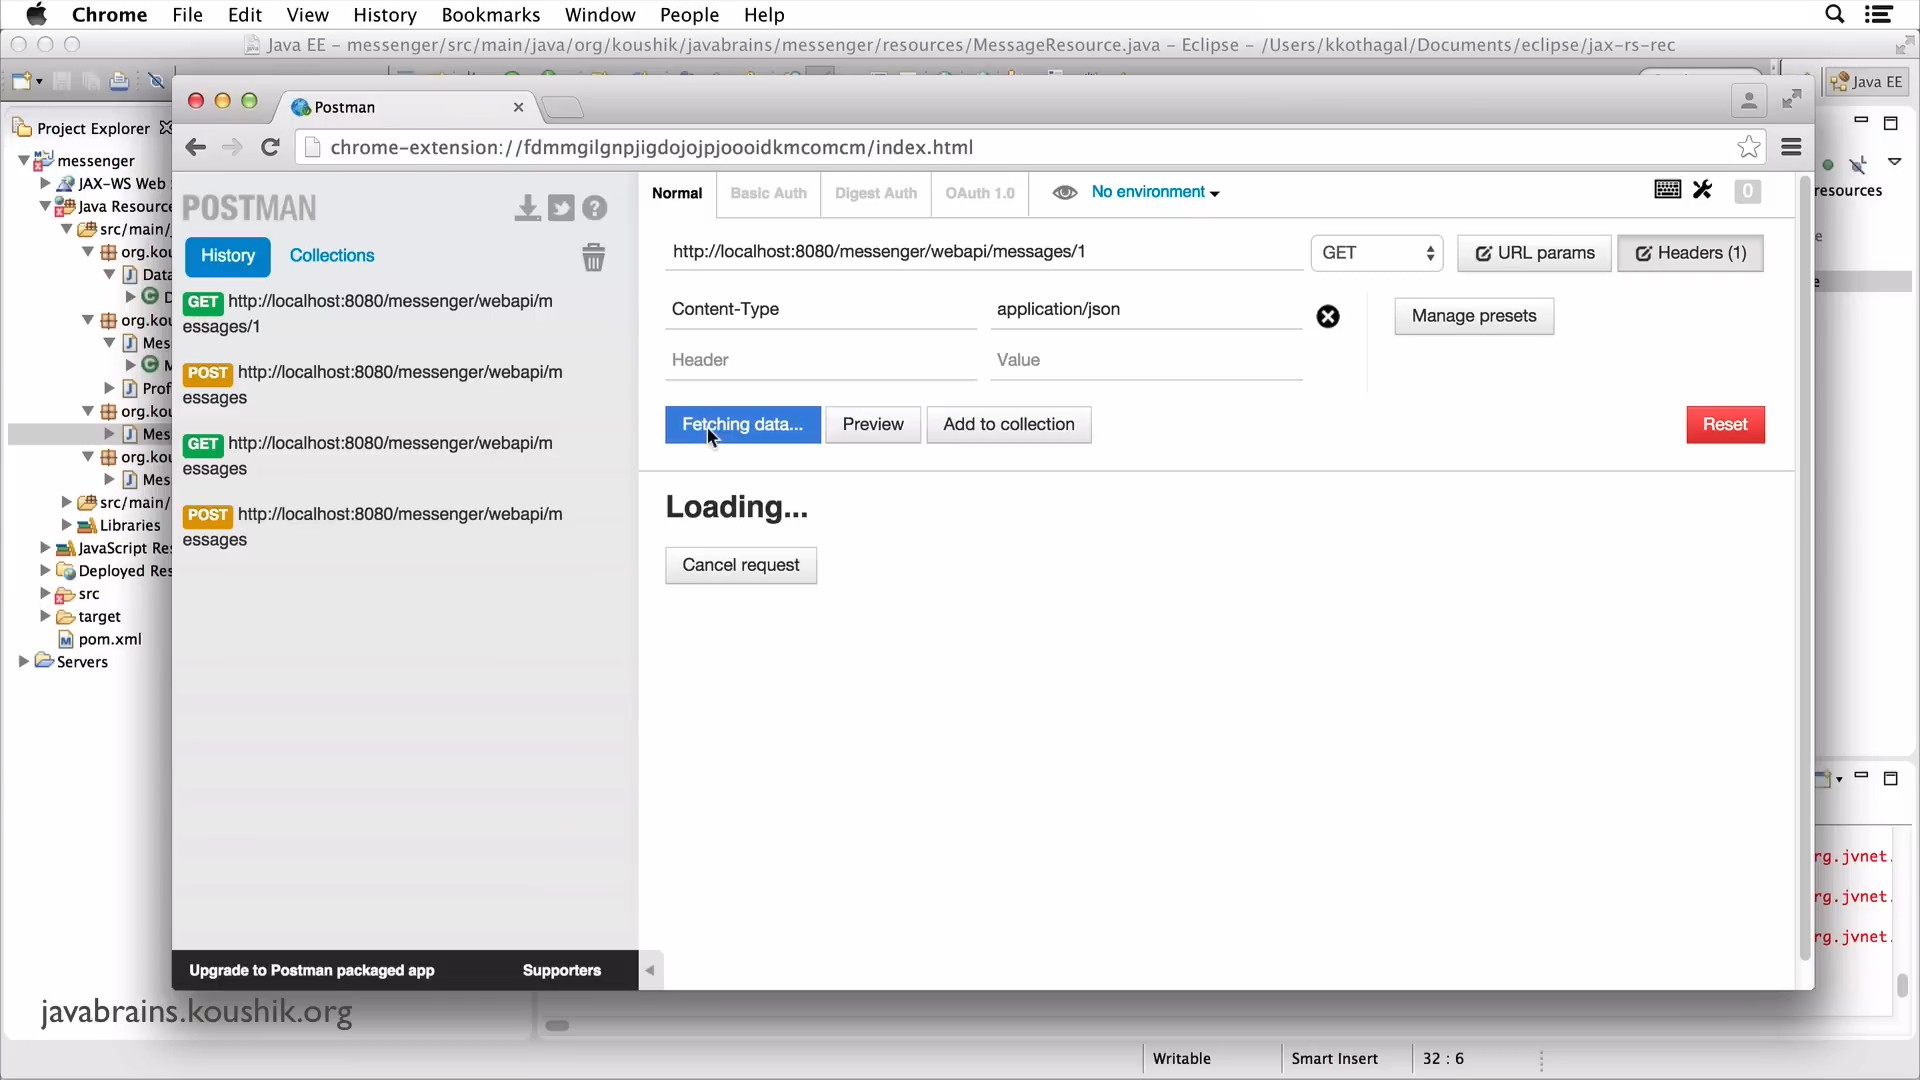 Chrome File Edit View History Bookmarks Window People Help
Java EE – messenger/src/main/java/org/koushik/javabrains/messenger/resources/MessageResource.java – Eclipse – /Users/kkothagal/Documents/eclipse/jax-rs-rec
Java EE
Postman
chrome-extension://fdmmgilgnpjigdojojpjoooidkmcomcm/index.html
Project Explorer
messenger
JAX-WS Web
Java Resource
src/main/
org.kou
Data
D
org.kou
Mes
M
Prof
org.kou
Mes
org.kou
Mes
src/main/
Libraries
JavaScript Res
Deployed Res
src
target
pom.xml
Servers
POSTMAN
History Collections
GET http://localhost:8080/messenger/webapi/m
essages/1
POST http://localhost:8080/messenger/webapi/m
essages
GET http://localhost:8080/messenger/webapi/m
essages
POST http://localhost:8080/messenger/webapi/m
essages
Upgrade to Postman packaged app Supporters
Normal Basic Auth Digest Auth OAuth 1.0 No environment 0
http://localhost:8080/messenger/webapi/messages/1 GET URL params Headers (1)
Content-Type application/json Manage presets
Header Value
Fetching data... Preview Add to collection Reset
Loading...
Cancel request
resources
e
e
rg.jvnet.
rg.jvnet.
rg.jvnet.
javabrains.koushik.org
Writable Smart Insert 32 : 6